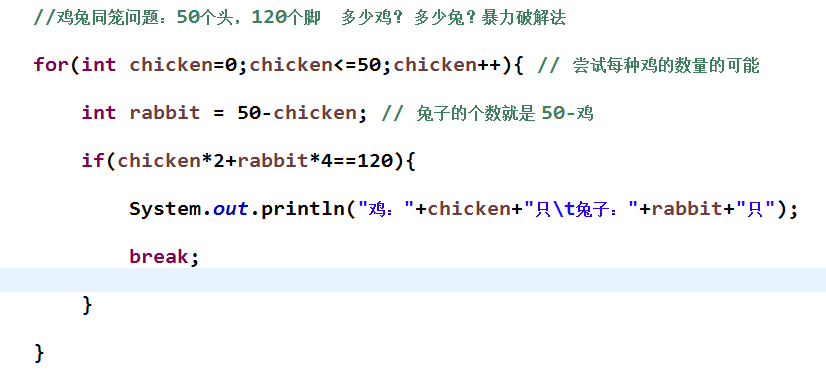 //鸡兔同笼问题：50个头，120个脚  多少鸡？多少兔？暴力破解法
for(int chicken=0;chicken<=50;chicken++){ // 尝试每种鸡的数量的可能
    int rabbit = 50-chicken; // 兔子的个数就是 50-鸡
    if(chicken*2+rabbit*4==120){
        System.out.println("鸡："+chicken+"只\t兔子："+rabbit+"只");
        break;
    }
}